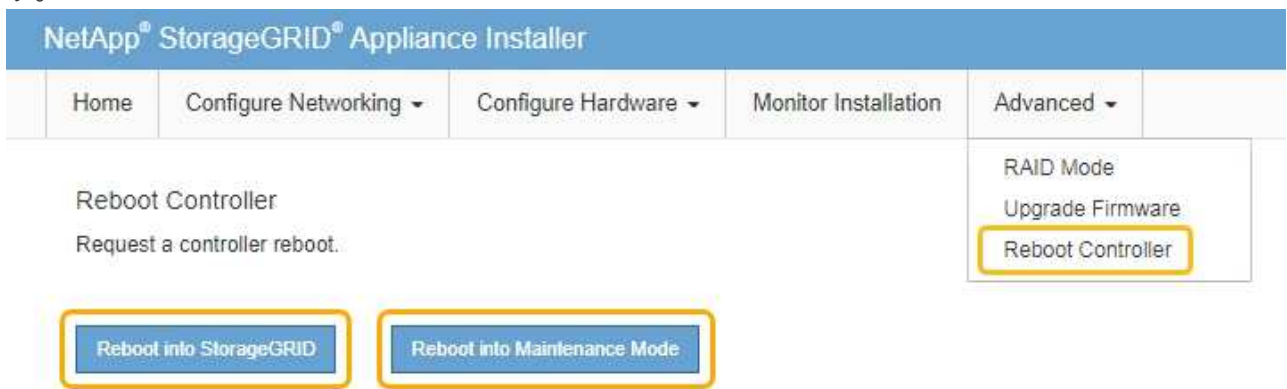 NetApp® StorageGRID® Appliance Installer
Home Configure Networking Configure Hardware Monitor Installation Advanced
RAID Mode
Upgrade Firmware
Reboot Controller
Reboot Controller
Request a controller reboot.
Reboot into StorageGRID Reboot into Maintenance Mode